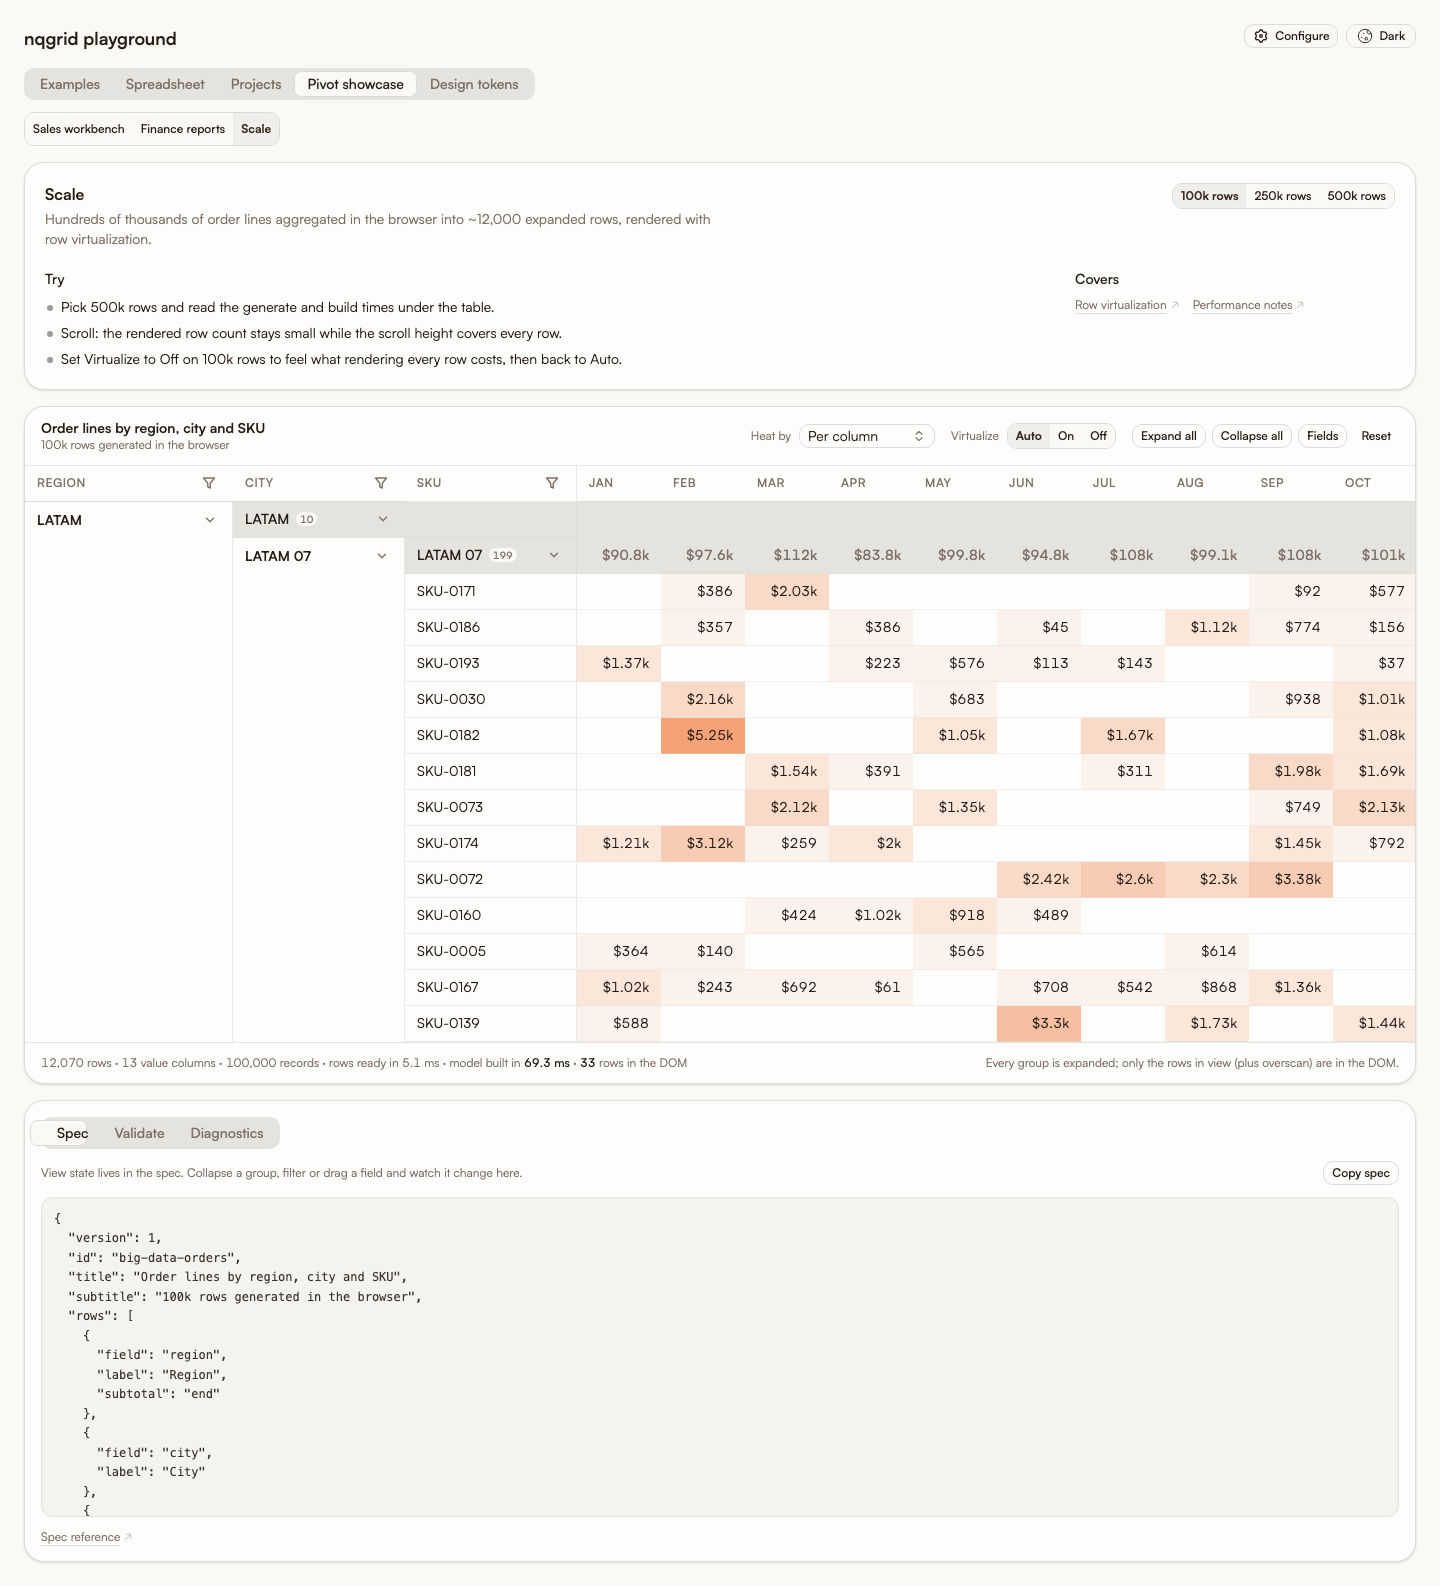 nqgrid playground
Configure
Dark
Examples Spreadsheet Projects Pivot showcase Design tokens
Sales workbench Finance reports Scale
Scale
100k rows 250k rows 500k rows
Hundreds of thousands of order lines aggregated in the browser into ~12,000 expanded rows, rendered with
row virtualization.
Try
Covers
Pick 500k rows and read the generate and build times under the table.
Row virtualization ↗ Performance notes ↗
Scroll: the rendered row count stays small while the scroll height covers every row.
Set Virtualize to Off on 100k rows to feel what rendering every row costs, then back to Auto.
Order lines by region, city and SKU
100k rows generated in the browser
Heat by Per column Virtualize Auto On Off Expand all Collapse all Fields Reset
REGION CITY SKU JAN FEB MAR APR MAY JUN JUL AUG SEP OCT
LATAM LATAM 10
LATAM 07 LATAM 07 199 $90.8k $97.6k $112k $83.8k $99.8k $94.8k $108k $99.1k $108k $101k
SKU-0171 $386 $2.03k $92 $577
SKU-0186 $357 $386 $45 $1.12k $774 $156
SKU-0193 $1.37k $223 $576 $113 $143 $37
SKU-0030 $2.16k $683 $938 $1.01k
SKU-0182 $5.25k $1.05k $1.67k $1.08k
SKU-0181 $1.54k $391 $311 $1.98k $1.69k
SKU-0073 $2.12k $1.35k $749 $2.13k
SKU-0174 $1.21k $3.12k $259 $2k $1.45k $792
SKU-0072 $2.42k $2.6k $2.3k $3.38k
SKU-0160 $424 $1.02k $918 $489
SKU-0005 $364 $140 $565 $614
SKU-0167 $1.02k $243 $692 $61 $708 $542 $868 $1.36k
SKU-0139 $588 $3.3k $1.73k $1.44k
12,070 rows · 13 value columns · 100,000 records · rows ready in 5.1 ms · model built in 69.3 ms · 33 rows in the DOM
Every group is expanded; only the rows in view (plus overscan) are in the DOM.
Spec Validate Diagnostics
View state lives in the spec. Collapse a group, filter or drag a field and watch it change here.
Copy spec
{
"version": 1,
"id": "big-data-orders",
"title": "Order lines by region, city and SKU",
"subtitle": "100k rows generated in the browser",
"rows": [
{
"field": "region",
"label": "Region",
"subtotal": "end"
},
{
"field": "city",
"label": "City"
},
{
Spec reference ↗